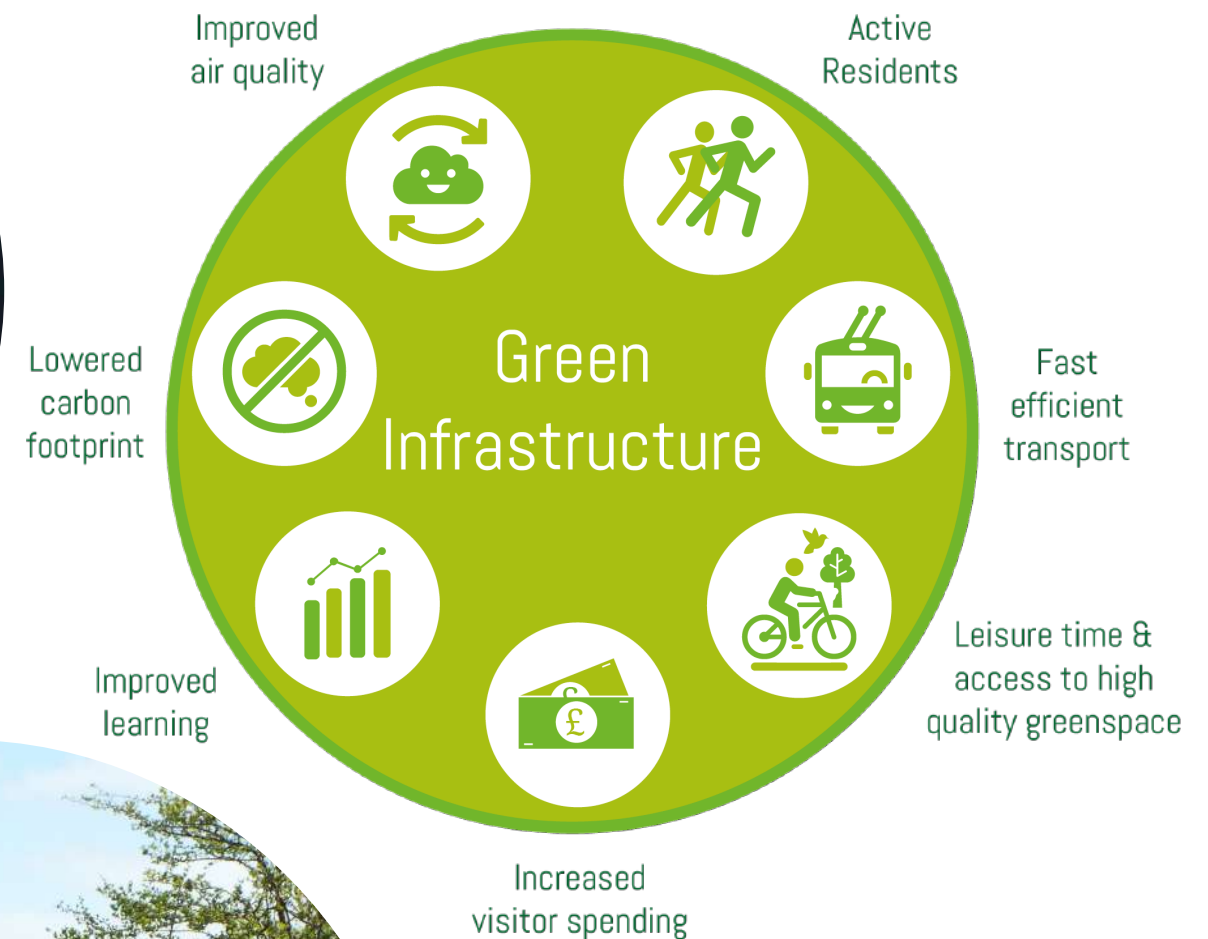 Improved
air quality
Active
Residents
Green
Infrastructure
Lowered
carbon
footprint
Fast
efficient
transport
Improved
learning
Leisure time &
access to high
quality greenspace
£
£
Increased
visitor spending